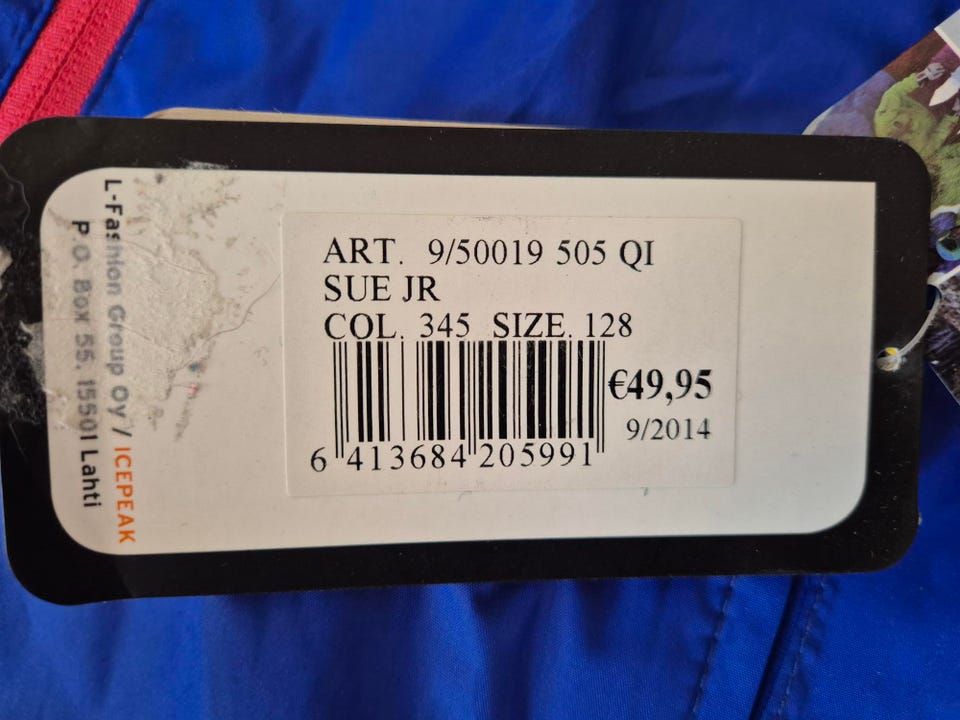 ART. 9/50019 505 QI
SUE JR
COL. 345 SIZE. 128
€49,95
9/2014
6 413684 205991
L-Fashion Group Oy / ICEPEAK
P.O. Box 55, 15501 Lahti